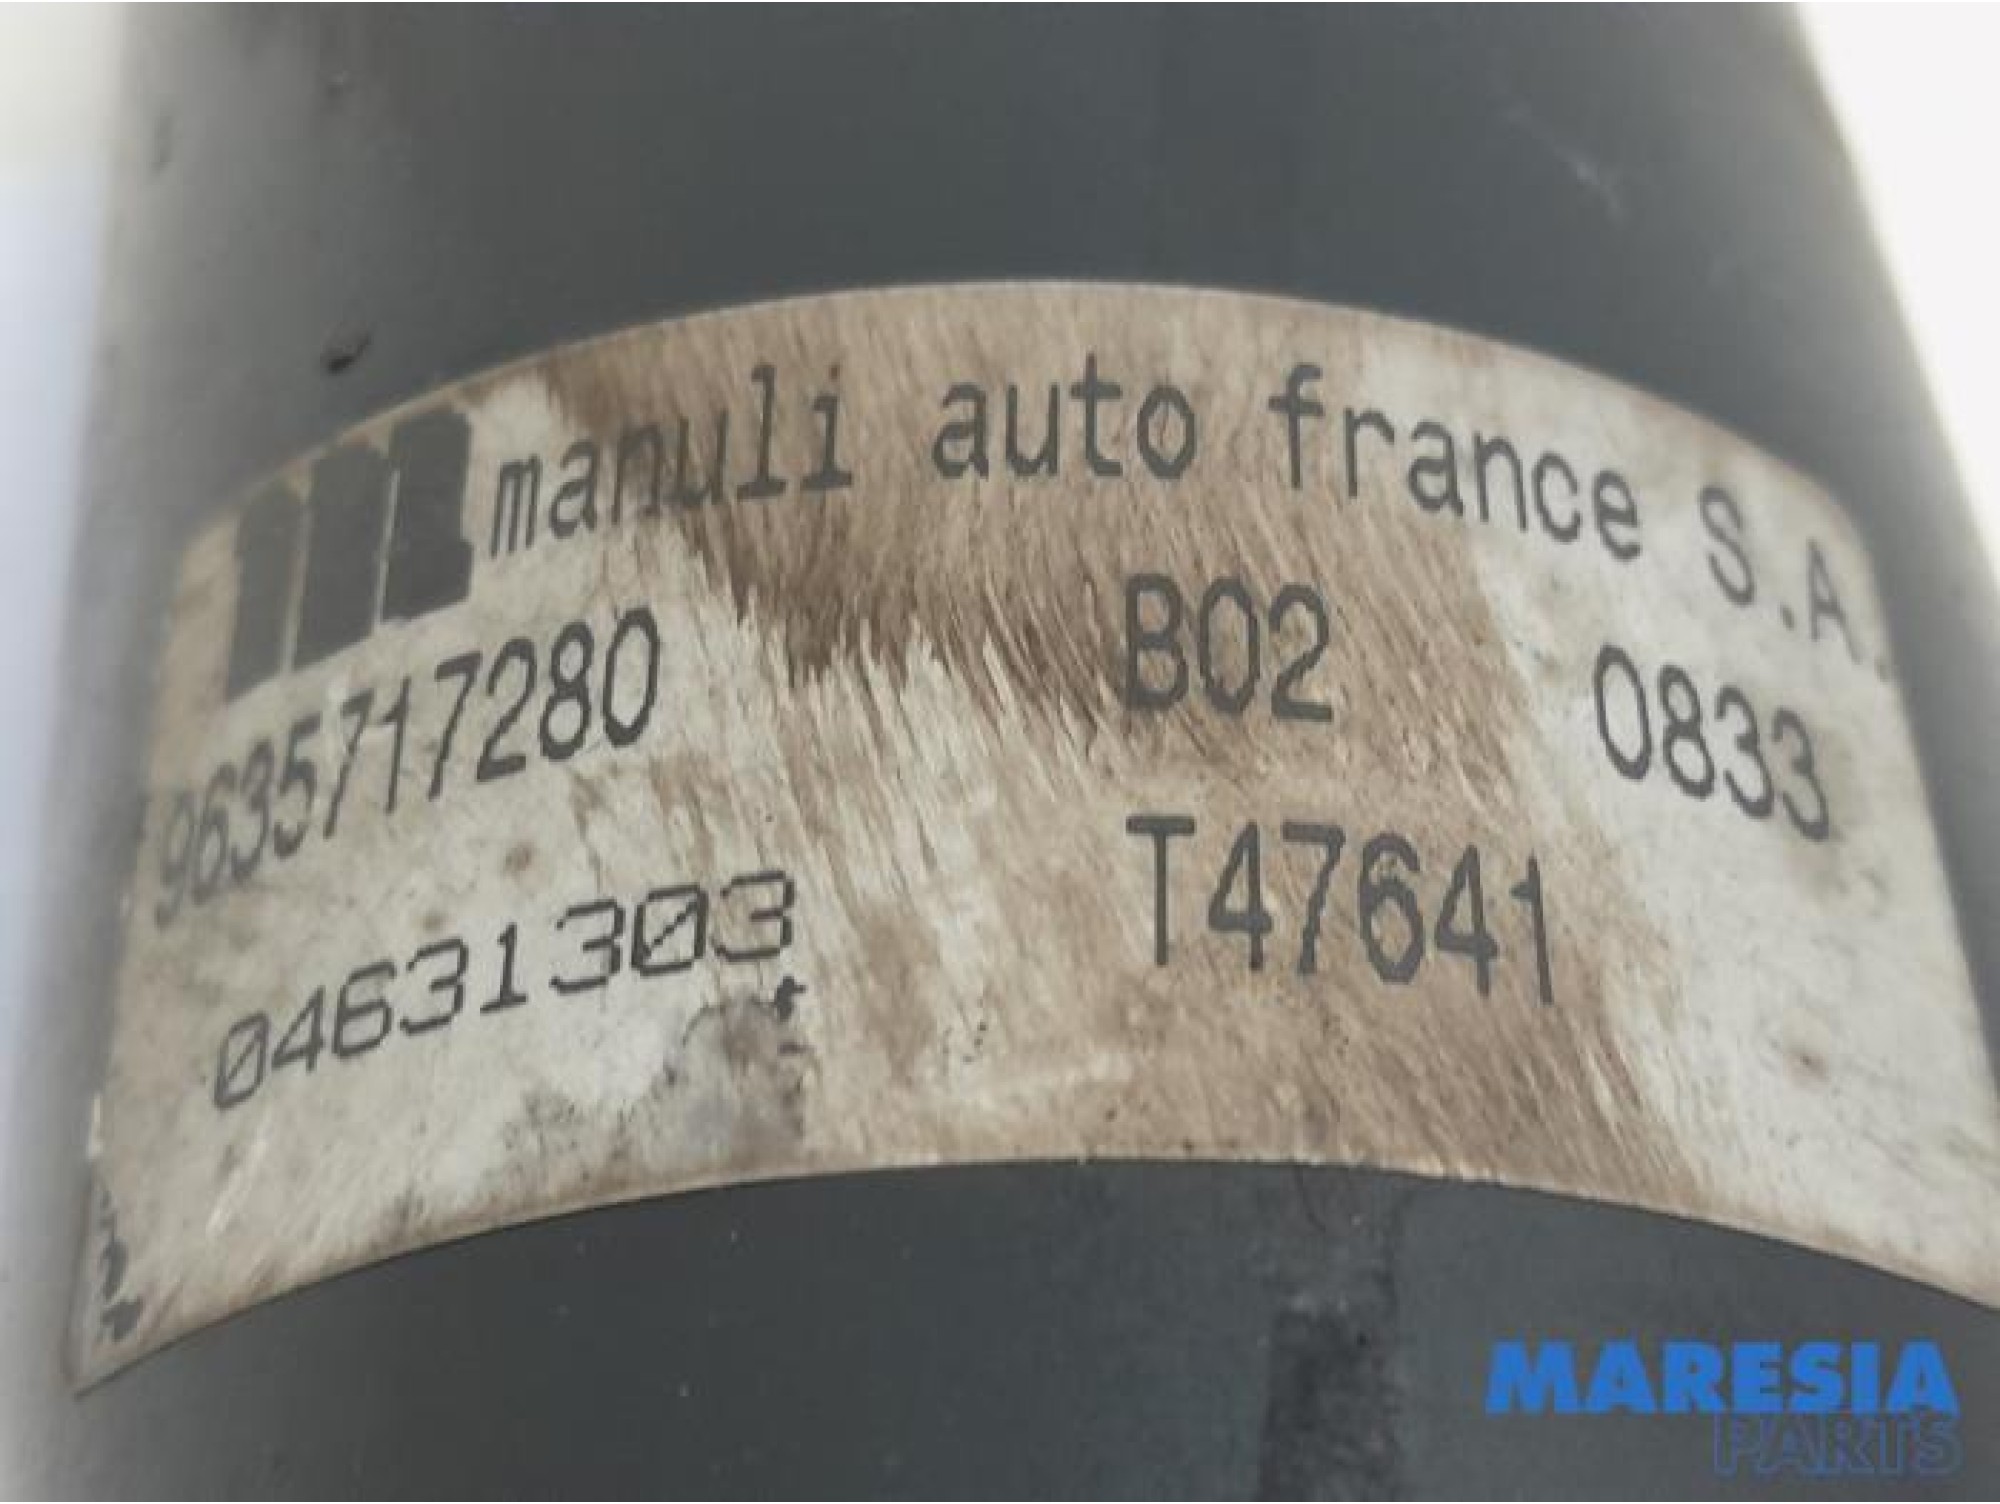 manuli auto france S.A.
9635717280 B02 0833
04631303 T47641
MARESIA
PARTS